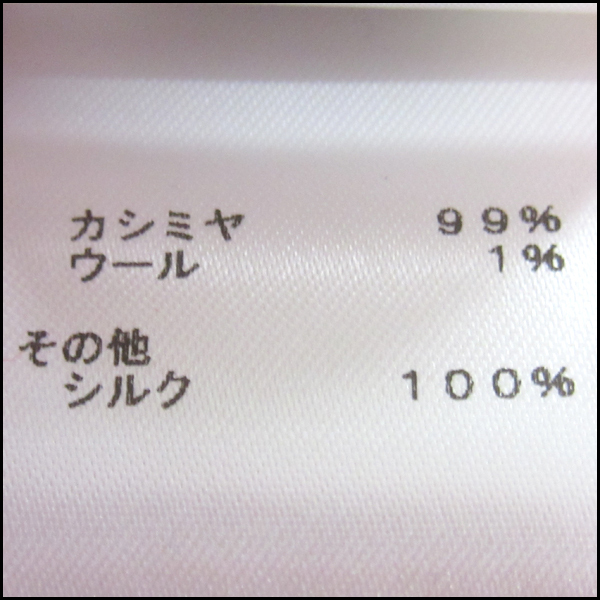 カシミヤ ９９％
ウール １％
その他
シルク １００％